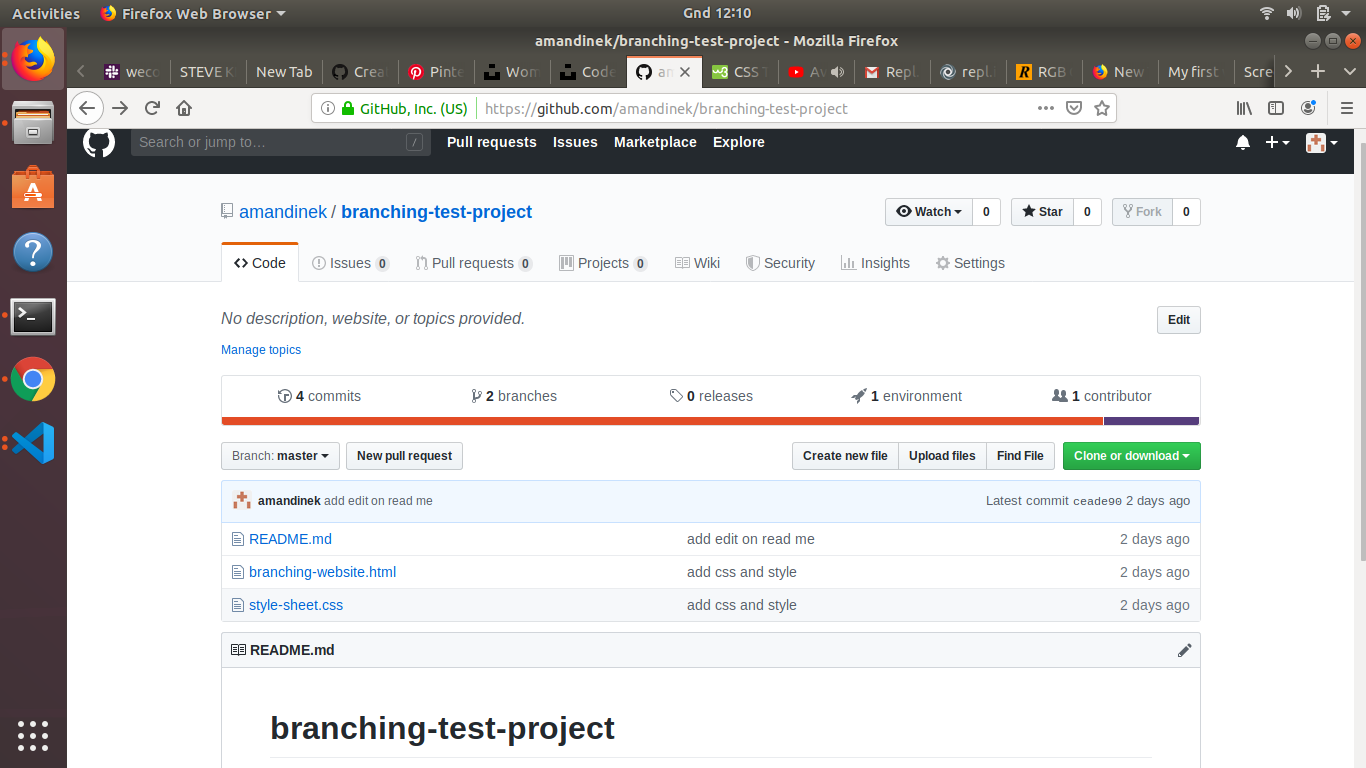 Activities Firefox Web Browser Gnd 12:10
amandinek/branching-test-project - Mozilla Firefox
weco STEVE K New Tab Crea Pinte Wom Code am CSS T Av Repl. repl. RGB New My first Scre
GitHub, Inc. (US) https://github.com/amandinek/branching-test-project
Search or jump to… / Pull requests Issues Marketplace Explore
amandinek / branching-test-project Watch 0 Star 0 Fork 0
Code Issues 0 Pull requests 0 Projects 0 Wiki Security Insights Settings
No description, website, or topics provided. Edit
Manage topics
4 commits 2 branches 0 releases 1 environment 1 contributor
Branch: master New pull request Create new file Upload files Find File Clone or download
amandinek add edit on read me Latest commit ceade90 2 days ago
README.md add edit on read me 2 days ago
branching-website.html add css and style 2 days ago
style-sheet.css add css and style 2 days ago
README.md
branching-test-project